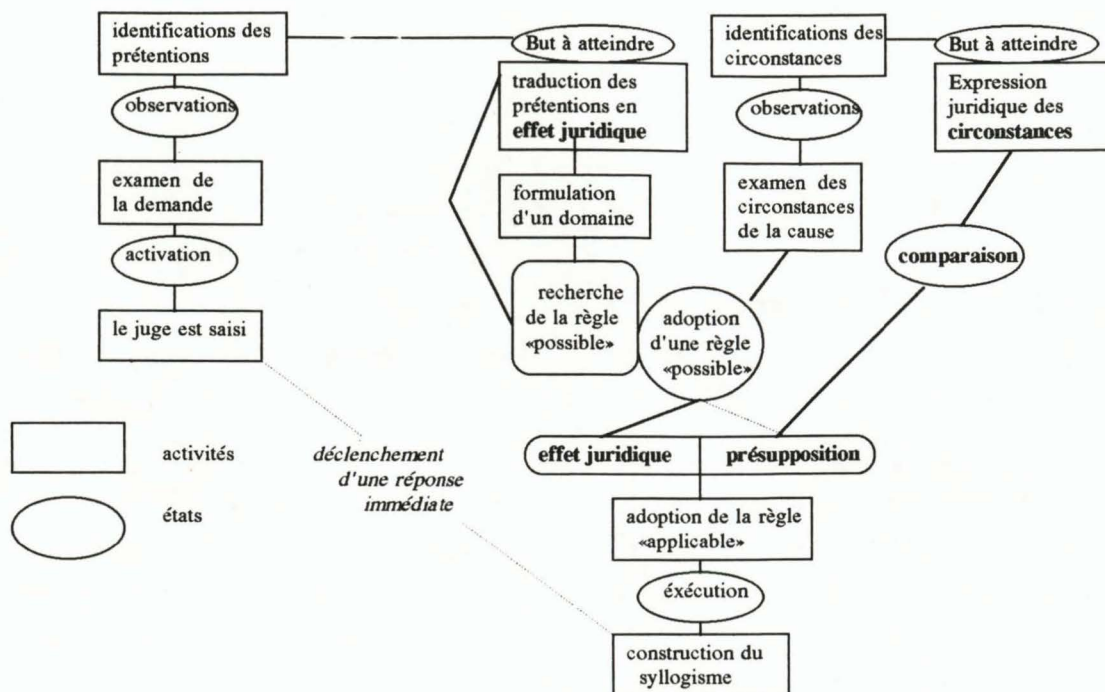 identifications des
prétentions
observations
examen de
la demande
activation
le juge est saisi
But à atteindre
traduction des
prétentions en
effet juridique
formulation
d'un domaine
recherche
de la règle
«possible»
identifications des
circonstances
observations
examen des
circonstances
de la cause
adoption
d'une règle
«possible»
But à atteindre
Expression
juridique des
circonstances
comparaison
effet juridique
présupposition
adoption de la règle
«applicable»
éxécution
construction du
syllogisme
déclenchement
d'une réponse
immédiate
activités
états